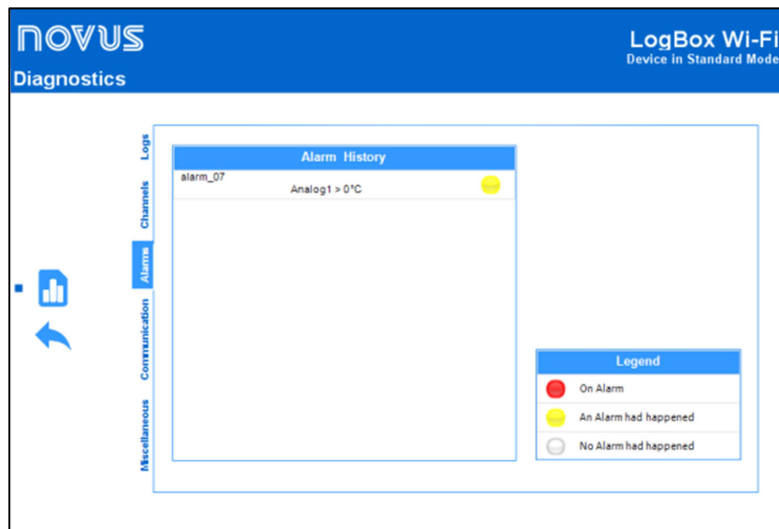 novus
LogBox Wi-Fi
Device in Standard Mode
Diagnostics
Logs
Channels
Alarms
Communication
Miscellaneous
Alarm History
alarm_07
Analog1 > 0°C
Legend
On Alarm
An Alarm had happened
No Alarm had happened